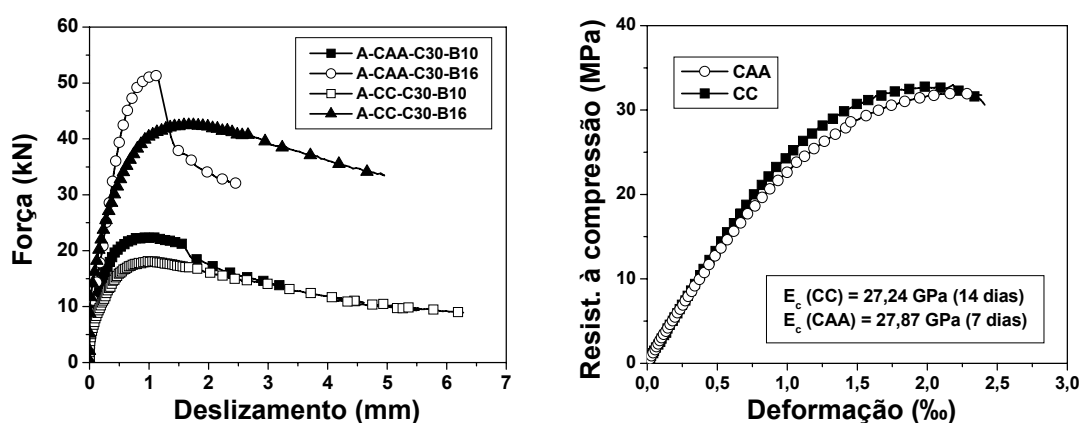 60
50
40
30
20
10
0
Força (kN)
A-CAA-C30-B10
A-CAA-C30-B16
A-CC-C30-B10
A-CC-C30-B16
0 1 2 3 4 5 6 7
Deslizamento (mm)
40
30
20
10
0
Resist. à compressão (MPa)
CAA
CC
E_c (CC) = 27,24 GPa (14 dias)
E_c (CAA) = 27,87 GPa (7 dias)
0,0 0,5 1,0 1,5 2,0 2,5 3,0
Deformação (‰)